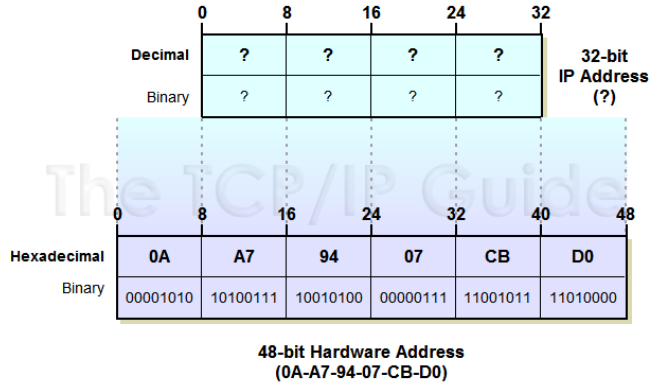 0 8 16 24 32
Decimal ? ? ? ? 32-bit
IP Address
Binary ? ? ? ? (?)
The TCP/IP Guide
0 8 16 24 32 40 48
Hexadecimal 0A A7 94 07 CB D0
Binary 00001010 10100111 10010100 00000111 11001011 11010000
48-bit Hardware Address
(0A-A7-94-07-CB-D0)